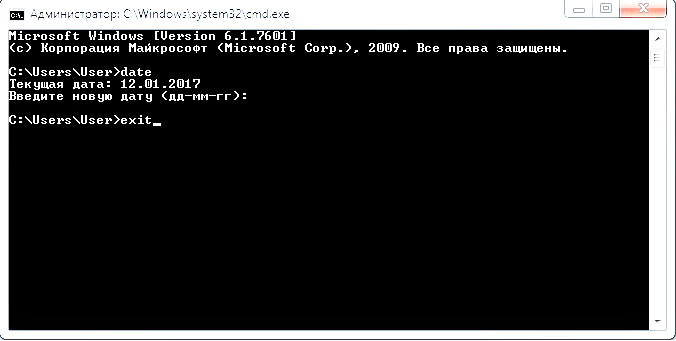 Администратор: C:\Windows\system32\cmd.exe
Microsoft Windows [Version 6.1.7601]
(c) Корпорация Майкрософт (Microsoft Corp.), 2009. Все права защищены.
C:\Users\User>date
Текущая дата: 12.01.2017
Введите новую дату (дд-мм-гг):
C:\Users\User>exit_